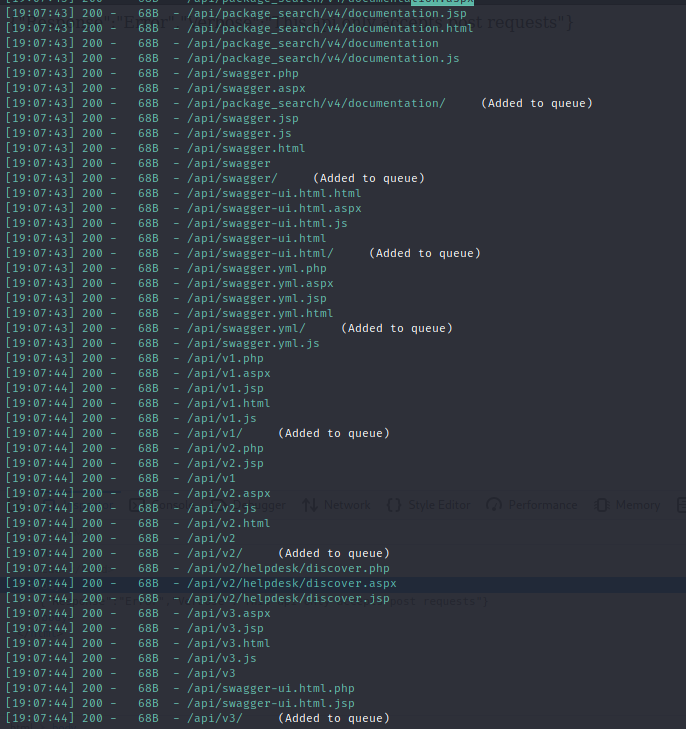 [19:07:43] 200 - 68B - /api/package_search/v4/documentation.aspx
[19:07:43] 200 - 68B - /api/package_search/v4/documentation.jsp
[19:07:43] 200 - 68B - /api/package_search/v4/documentation.html
[19:07:43] 200 - 68B - /api/package_search/v4/documentation
[19:07:43] 200 - 68B - /api/package_search/v4/documentation.js
[19:07:43] 200 - 68B - /api/swagger.php
[19:07:43] 200 - 68B - /api/swagger.aspx
[19:07:43] 200 - 68B - /api/package_search/v4/documentation/ (Added to queue)
[19:07:43] 200 - 68B - /api/swagger.jsp
[19:07:43] 200 - 68B - /api/swagger.js
[19:07:43] 200 - 68B - /api/swagger.html
[19:07:43] 200 - 68B - /api/swagger
[19:07:43] 200 - 68B - /api/swagger/ (Added to queue)
[19:07:43] 200 - 68B - /api/swagger-ui.html.html
[19:07:43] 200 - 68B - /api/swagger-ui.html.aspx
[19:07:43] 200 - 68B - /api/swagger-ui.html.js
[19:07:43] 200 - 68B - /api/swagger-ui.html
[19:07:43] 200 - 68B - /api/swagger-ui.html/ (Added to queue)
[19:07:43] 200 - 68B - /api/swagger.yml.php
[19:07:43] 200 - 68B - /api/swagger.yml.aspx
[19:07:43] 200 - 68B - /api/swagger.yml.jsp
[19:07:43] 200 - 68B - /api/swagger.yml.html
[19:07:43] 200 - 68B - /api/swagger.yml/ (Added to queue)
[19:07:43] 200 - 68B - /api/swagger.yml.js
[19:07:43] 200 - 68B - /api/v1.php
[19:07:44] 200 - 68B - /api/v1.aspx
[19:07:44] 200 - 68B - /api/v1.jsp
[19:07:44] 200 - 68B - /api/v1.html
[19:07:44] 200 - 68B - /api/v1.js
[19:07:44] 200 - 68B - /api/v1/ (Added to queue)
[19:07:44] 200 - 68B - /api/v2.php
[19:07:44] 200 - 68B - /api/v2.jsp
[19:07:44] 200 - 68B - /api/v1
[19:07:44] 200 - 68B - /api/v2.aspx
[19:07:44] 200 - 68B - /api/v2.js
Network Style Editor Performance Memory
[19:07:44] 200 - 68B - /api/v2.html
[19:07:44] 200 - 68B - /api/v2
[19:07:44] 200 - 68B - /api/v2/ (Added to queue)
[19:07:44] 200 - 68B - /api/v2/helpdesk/discover.php
[19:07:44] 200 - 68B - /api/v2/helpdesk/discover.aspx
[19:07:44] 200 - 68B - /api/v2/helpdesk/discover.jsp
[19:07:44] 200 - 68B - /api/v3.aspx
[19:07:44] 200 - 68B - /api/v3.jsp
[19:07:44] 200 - 68B - /api/v3.html
[19:07:44] 200 - 68B - /api/v3.js
[19:07:44] 200 - 68B - /api/v3
[19:07:44] 200 - 68B - /api/swagger-ui.html.php
[19:07:44] 200 - 68B - /api/swagger-ui.html.jsp
[19:07:44] 200 - 68B - /api/v3/ (Added to queue)